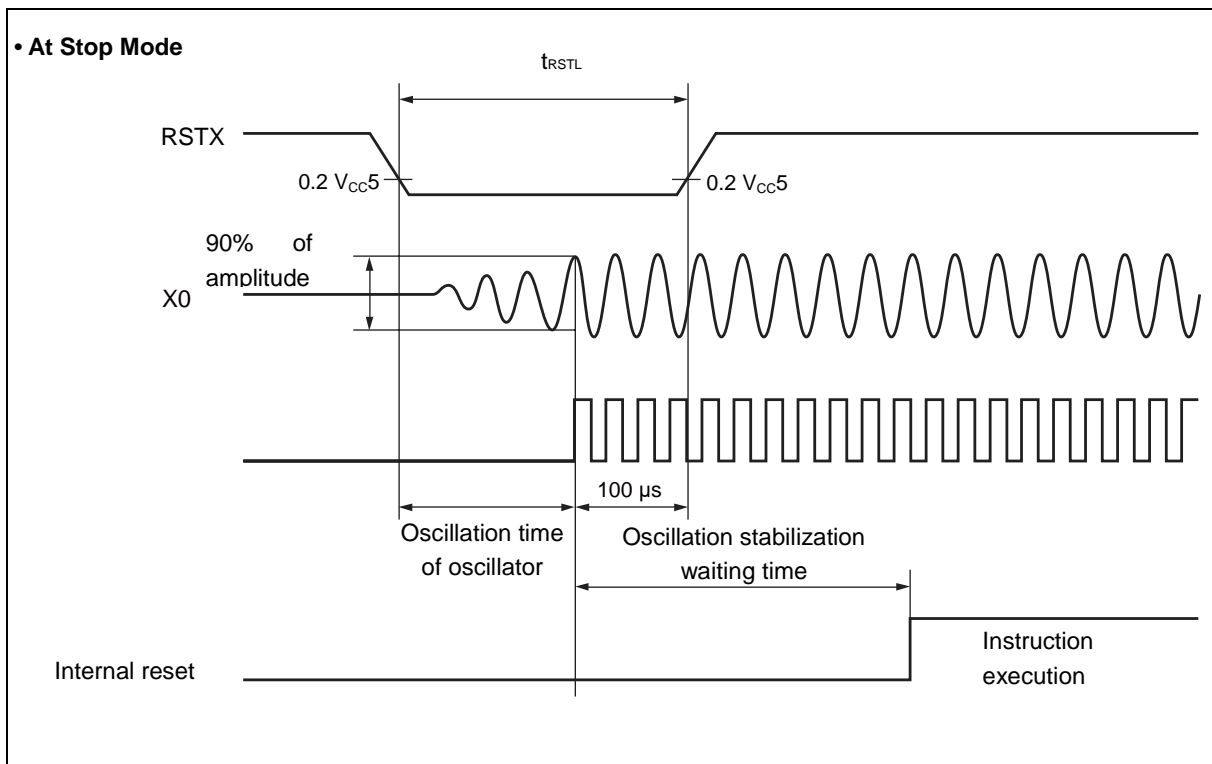 • At Stop Mode
tRSTL
RSTX
0.2 VCC5
0.2 VCC5
90% of
amplitude
X0
100 µs
Oscillation time
of oscillator
Oscillation stabilization
waiting time
Internal reset
Instruction
execution